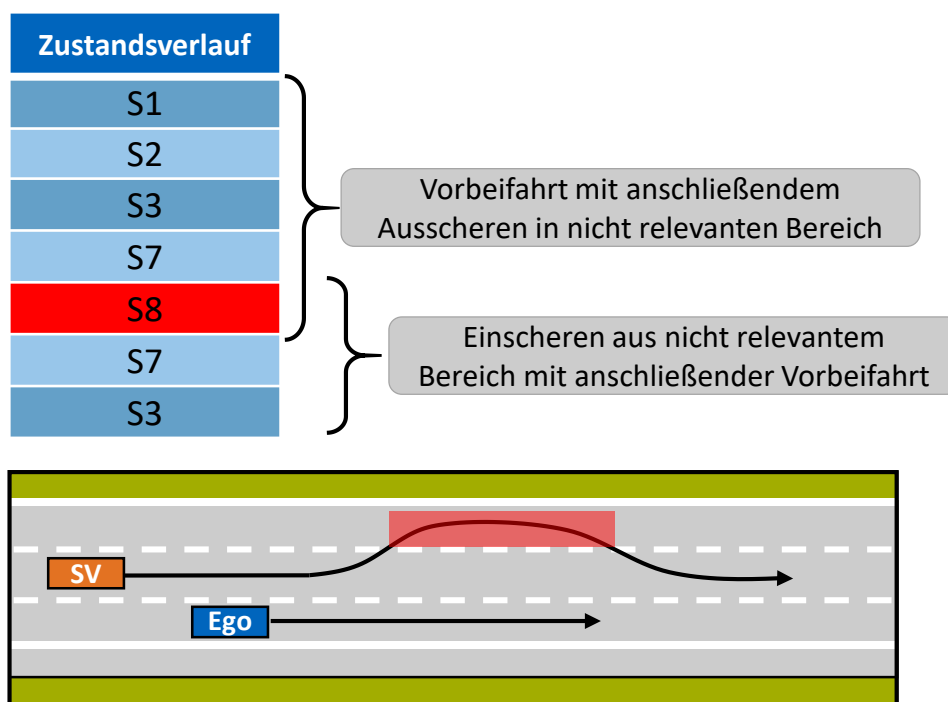 Zustandsverlauf
S1
S2
S3
S7
S8
S7
S3
Vorbeifahrt mit anschließendem
Ausscheren in nicht relevanten Bereich
Einscheren aus nicht relevantem
Bereich mit anschließender Vorbeifahrt
SV
Ego